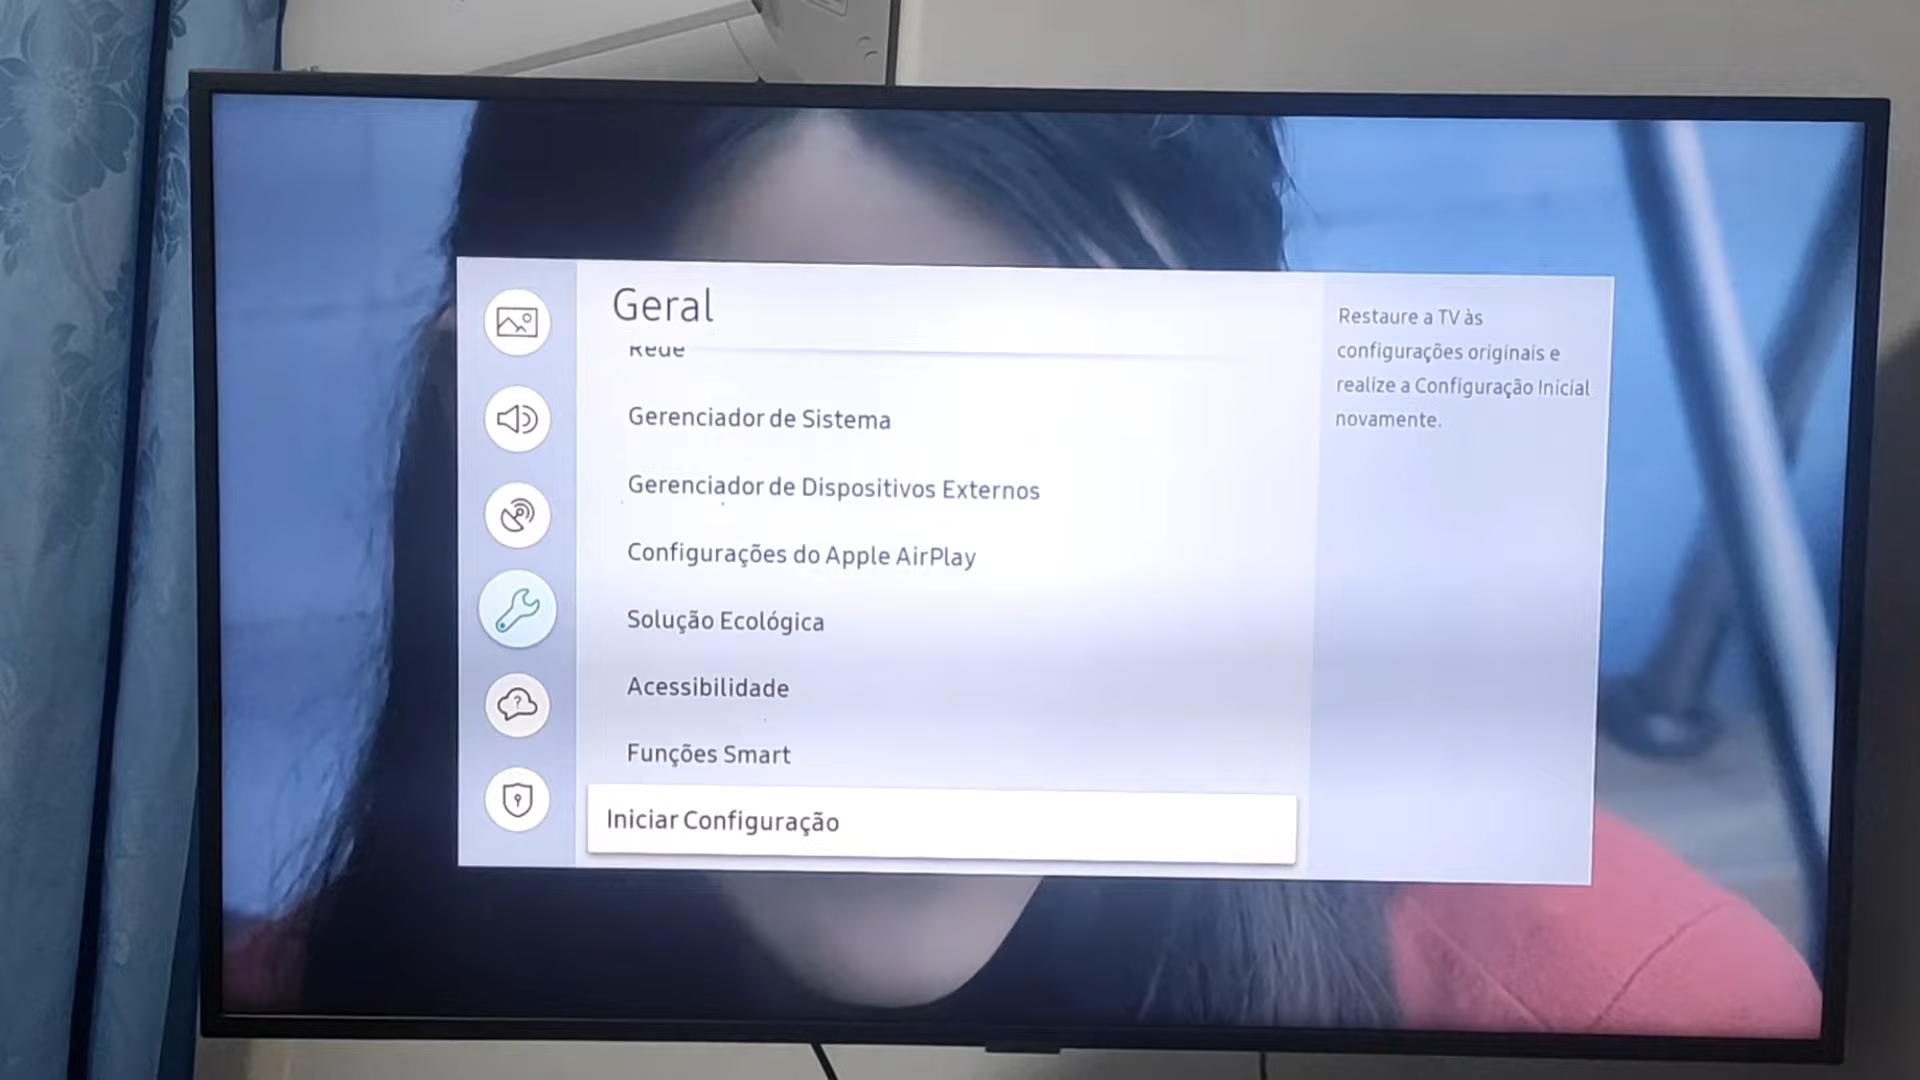 Geral
Rede
Gerenciador de Sistema
Gerenciador de Dispositivos Externos
Configurações do Apple AirPlay
Solução Ecológica
Acessibilidade
Funções Smart
Iniciar Configuração
Restaure a TV às
configurações originais e
realize a Configuração Inicial
novamente.